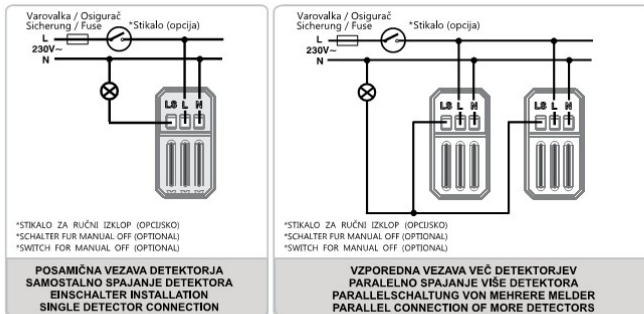 Varovalka / Osigurač
Sicherung / Fuse
*Stikalo (opcija)
L
230V~
N
LS L N
*STIKALO ZA RUČNI IZKLOP (OPCIJSKO)
*SCHALTER FUR MANUAL OFF (OPTIONAL)
*SWITCH FOR MANUAL OFF (OPTIONAL)
POSAMIČNA VEZAVA DETEKTORJA
SAMOSTALNO SPAJANJE DETEKTORA
EINSCHALTER INSTALLATION
SINGLE DETECTOR CONNECTION
Varovalka / Osigurač
Sicherung / Fuse
*Stikalo (opcija)
L
230V~
N
LS L N
LS L N
*STIKALO ZA RUČNI IZKLOP (OPCIJSKO)
*SCHALTER FUR MANUAL OFF (OPTIONAL)
*SWITCH FOR MANUAL OFF (OPTIONAL)
VZPOREDNA VEZAVA VEČ DETEKTORJEV
PARALELNO SPAJANJE VIŠE DETEKTORA
PARALLELSCHALTUNG VON MEHRERE MELDER
PARALLEL CONNECTION OF MORE DETECTORS